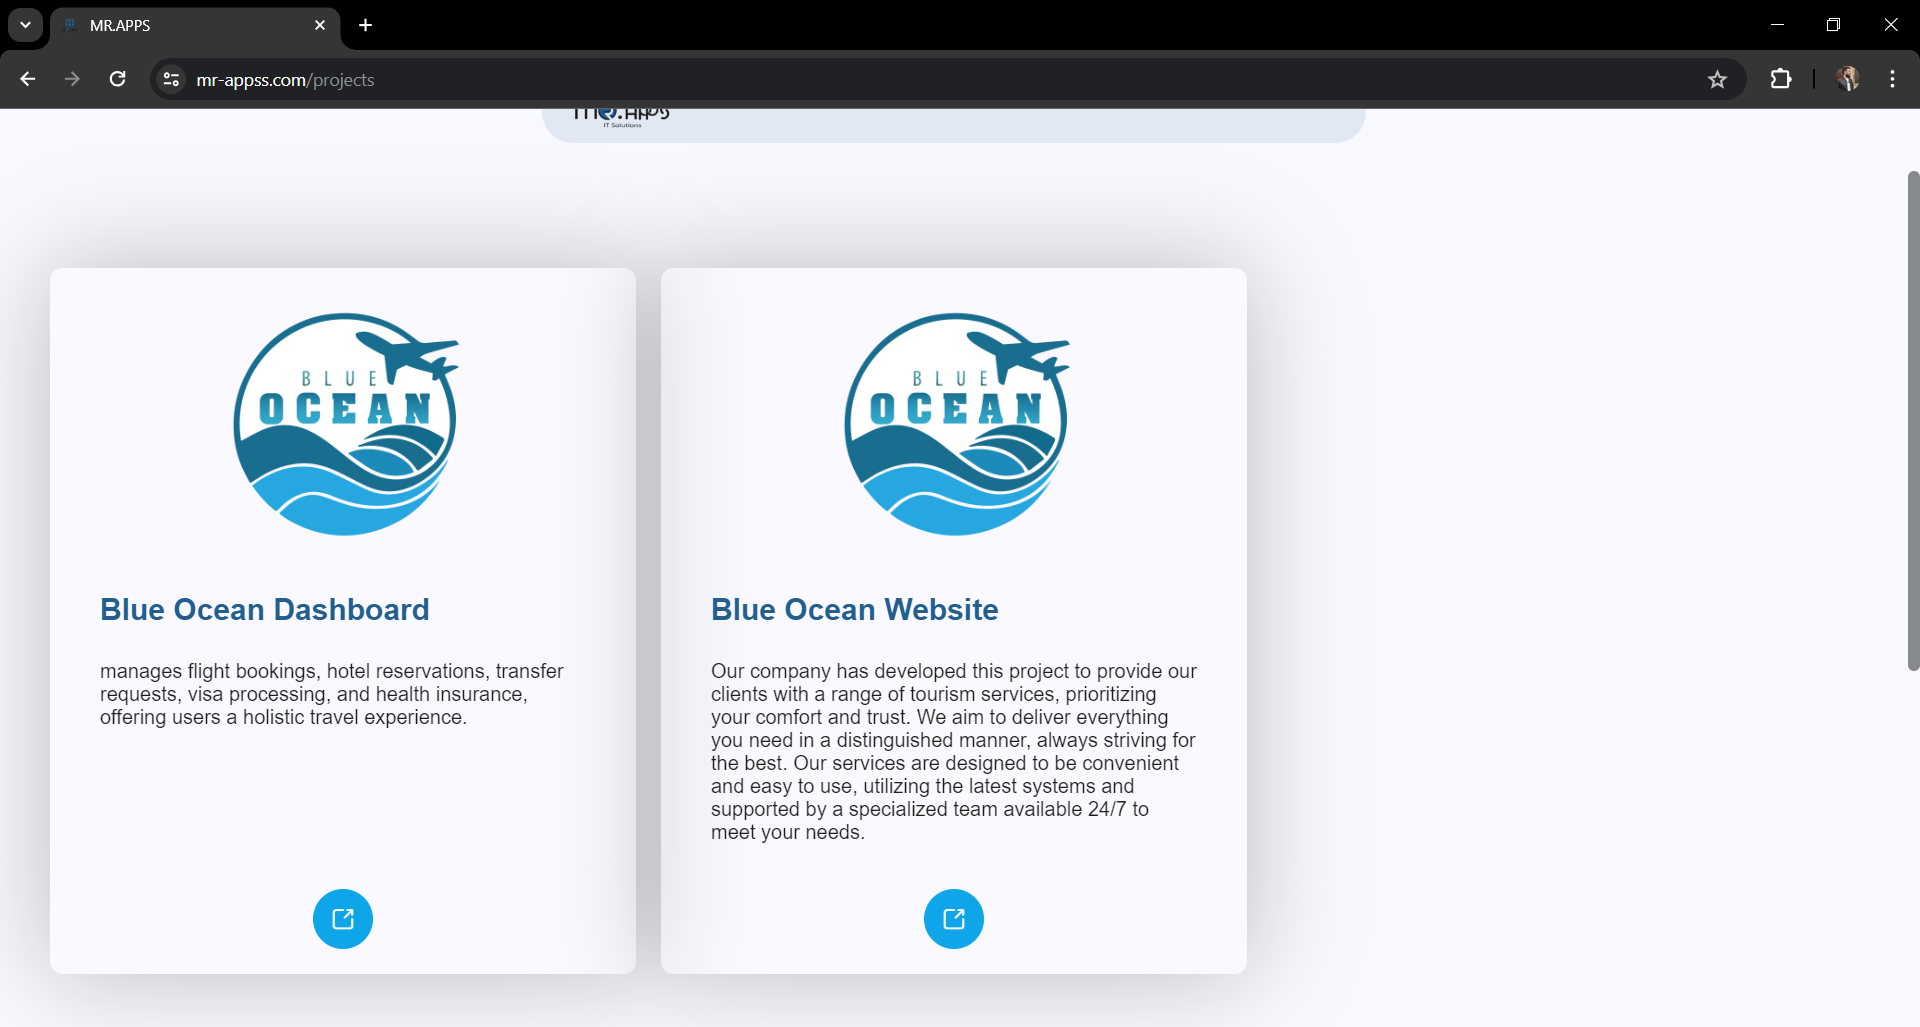 MR.APPS
mr-appss.com/projects
IT Solutions
BLUE
OCEAN
Blue Ocean Dashboard
manages flight bookings, hotel reservations, transfer
requests, visa processing, and health insurance,
offering users a holistic travel experience.
BLUE
OCEAN
Blue Ocean Website
Our company has developed this project to provide our
clients with a range of tourism services, prioritizing
your comfort and trust. We aim to deliver everything
you need in a distinguished manner, always striving for
the best. Our services are designed to be convenient
and easy to use, utilizing the latest systems and
supported by a specialized team available 24/7 to
meet your needs.